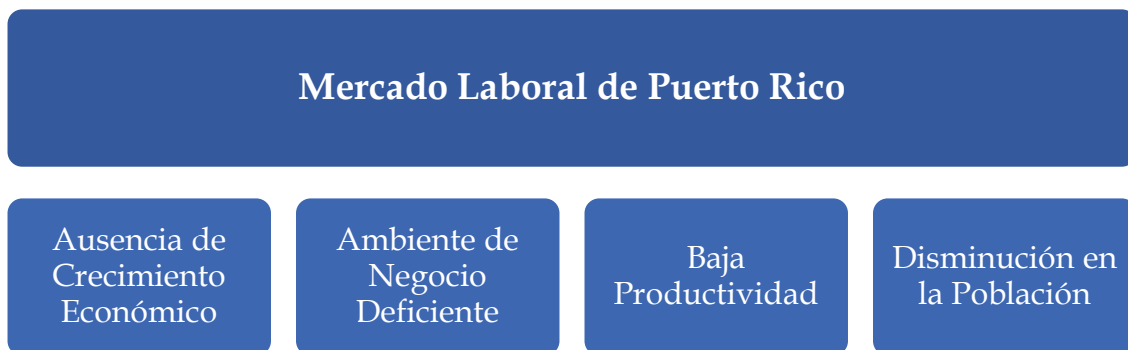 Mercado Laboral de Puerto Rico
Ausencia de
Crecimiento
Económico
Ambiente de
Negocio
Deficiente
Baja
Productividad
Disminución en
la Población